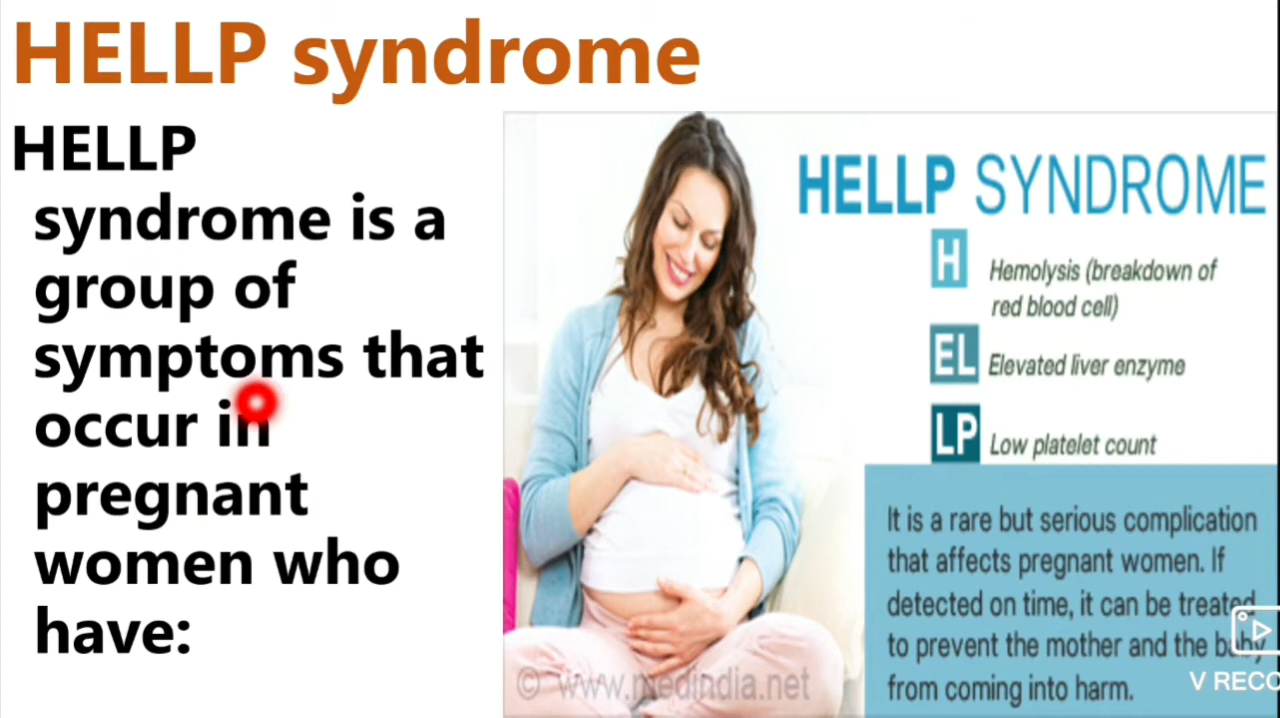 HELLP syndrome
HELLP
syndrome is a
group of
symptoms that
occur in
pregnant
women who
have:
HELLP SYNDROME
H Hemolysis (breakdown of
red blood cell)
EL Elevated liver enzyme
LP Low platelet count
It is a rare but serious complication
that affects pregnant women. If
detected on time, it can be treated
to prevent the mother and the baby
from coming into harm.
© www.medindia.net
V RECO